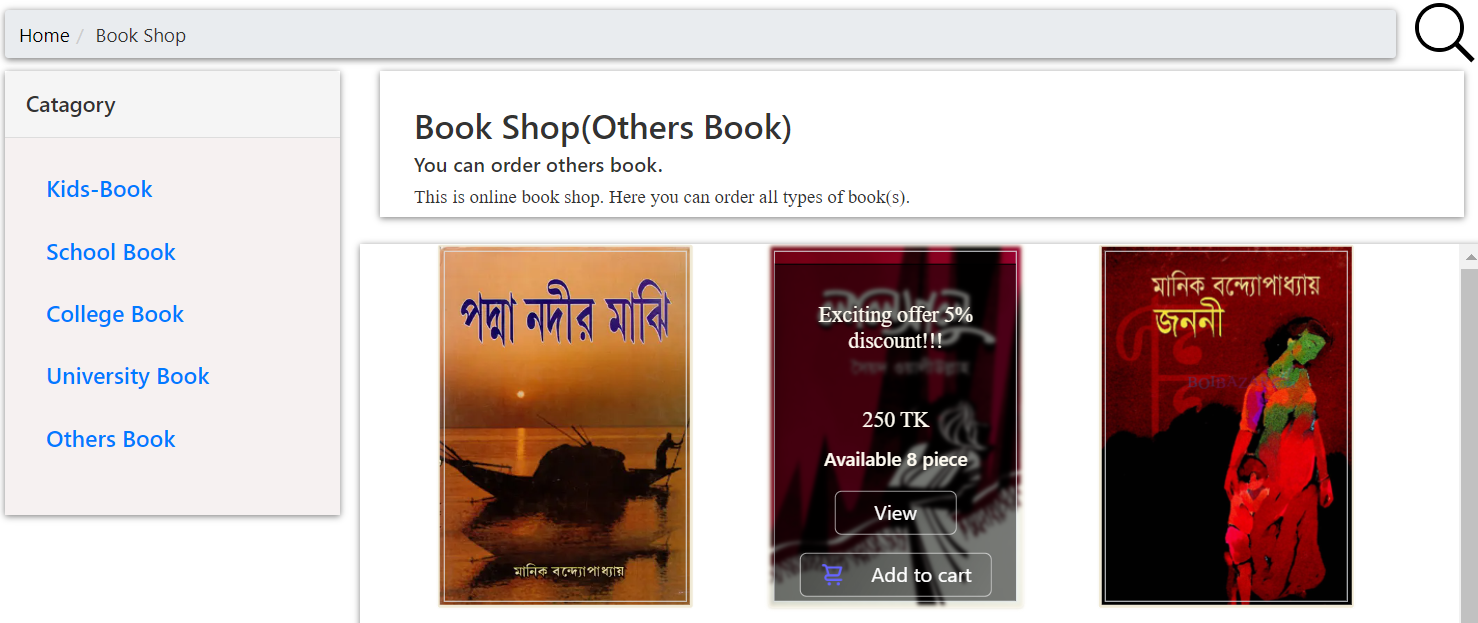 Home / Book Shop
Catagory
Kids-Book
School Book
College Book
University Book
Others Book
Book Shop(Others Book)
You can order others book.
This is online book shop. Here you can order all types of book(s).
পদ্মা নদীর মাঝি
মানিক বন্দ্যোপাধ্যায়
Exciting offer 5%
discount!!!
250 TK
Available 8 piece
View
Add to cart
মানিক বন্দ্যোপাধ্যায়
জননী